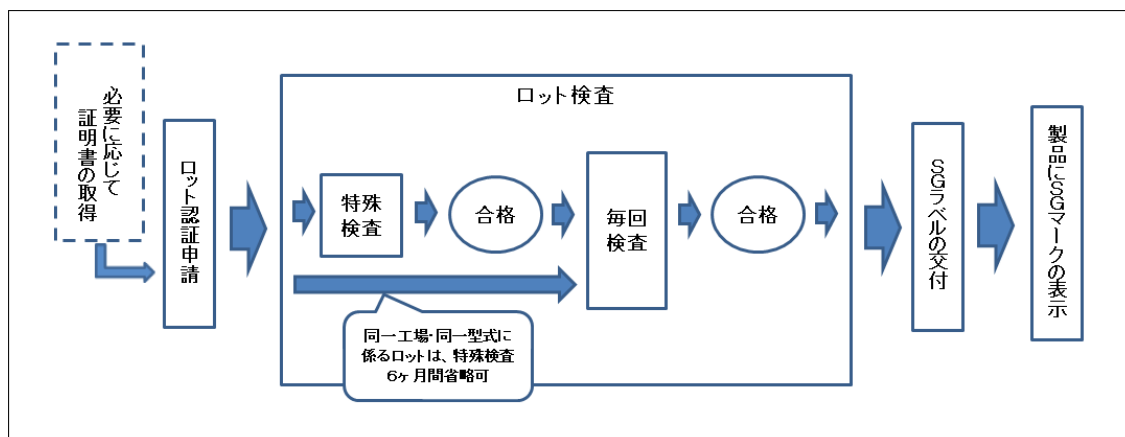 必要に応じて
証明書の取得
ロット認証申請
ロット検査
特殊
検査
合格
毎回
検査
合格
同一工場・同一型式に
係るロットは、特殊検査
6ヶ月間省略可
SGラベルの交付
製品にSGマークの表示